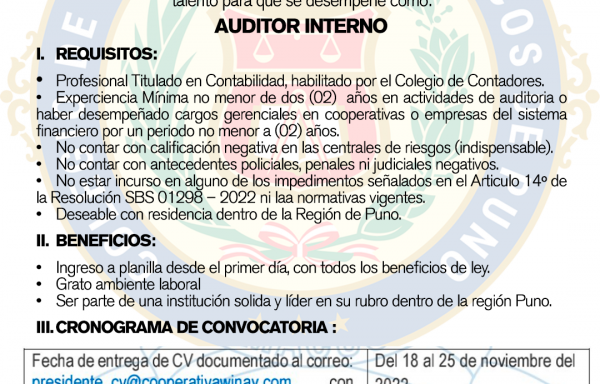 talento para que se desempeñe como:
AUDITOR INTERNO
I. REQUISITOS:
• Profesional Titulado en Contabilidad, habilitado por el Colegio de Contadores.
• Experciencia Mínima no menor de dos (02) años en actividades de auditoria o
haber desempeñado cargos gerenciales en cooperativas o empresas del sistema
financiero por un periodo no menor a (02) años.
• No contar con calificación negativa en las centrales de riesgos (indispensable).
• No contar con antecedentes policiales, penales ni judiciales negativos.
• No estar incurso en alguno de los impedimentos señalados en el Articulo 14º de
la Resolución SBS 01298 – 2022 ni laa normativas vigentes.
• Deseable con residencia dentro de la Región de Puno.
II. BENEFICIOS:
• Ingreso a planilla desde el primer día, con todos los beneficios de ley.
• Grato ambiente laboral
• Ser parte de una institución solida y líder en su rubro dentro de la región Puno.
III. CRONOGRAMA DE CONVOCATORIA :
Fecha de entrega de CV documentado al correo:
presidente_cv@cooperativawinay.com con
Del 18 al 25 de noviembre del
PUNO